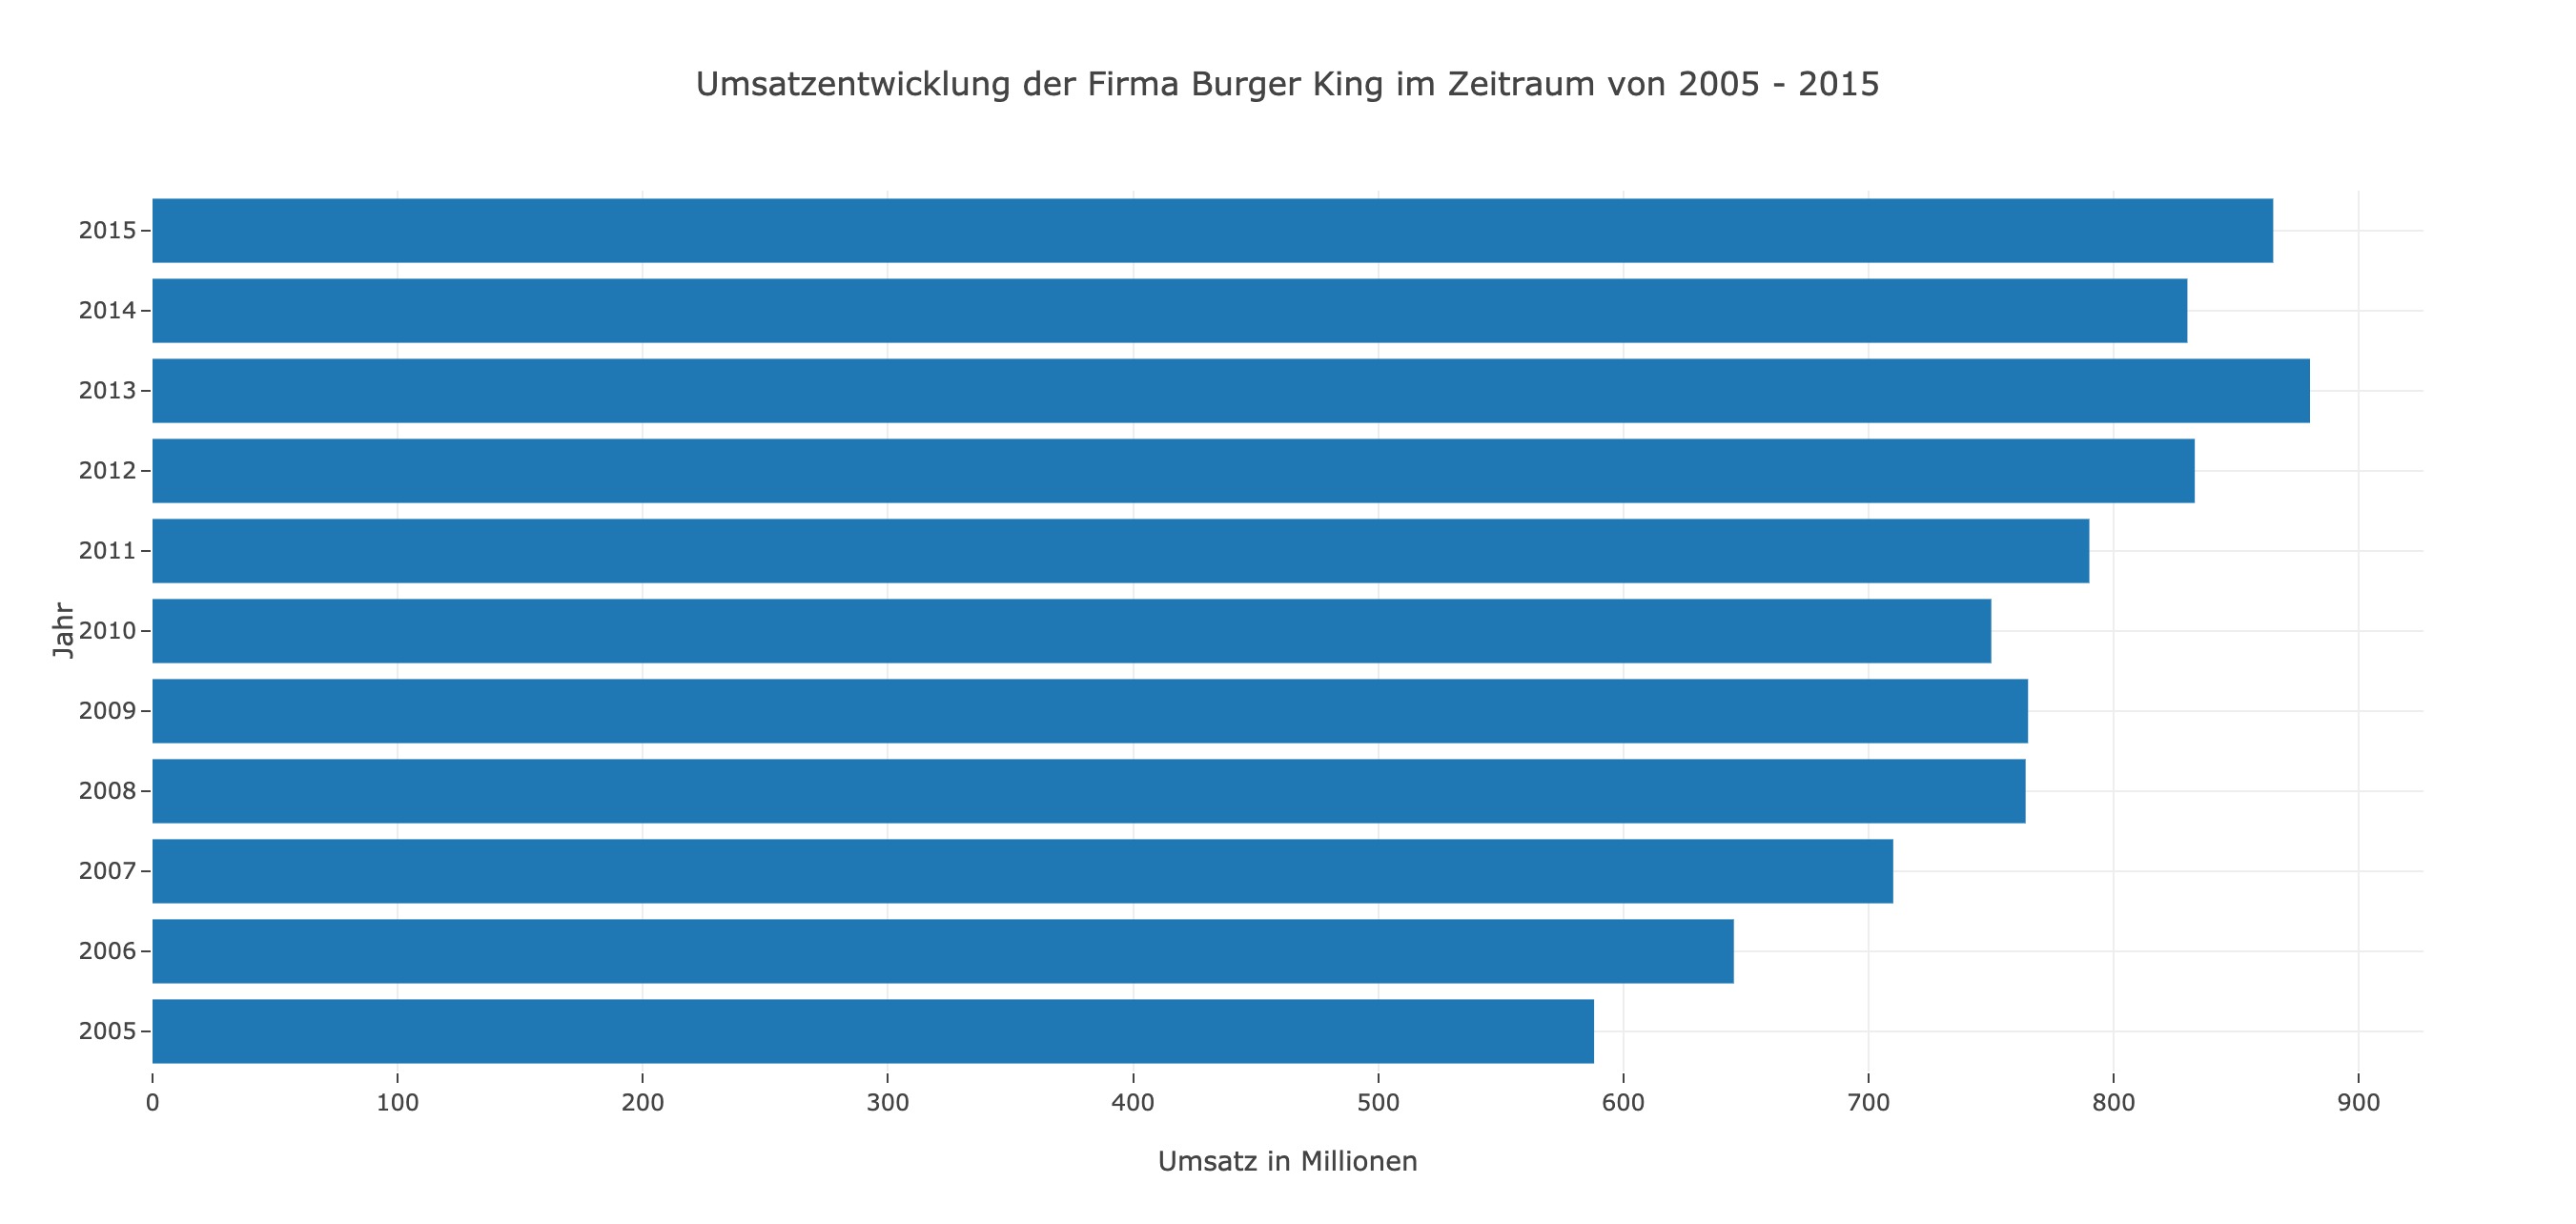 Umsatzentwicklung der Firma Burger King im Zeitraum von 2005 - 2015
2015
2014
2013
2012
2011
2010
2009
2008
2007
2006
2005
Jahr
0 100 200 300 400 500 600 700 800 900
Umsatz in Millionen